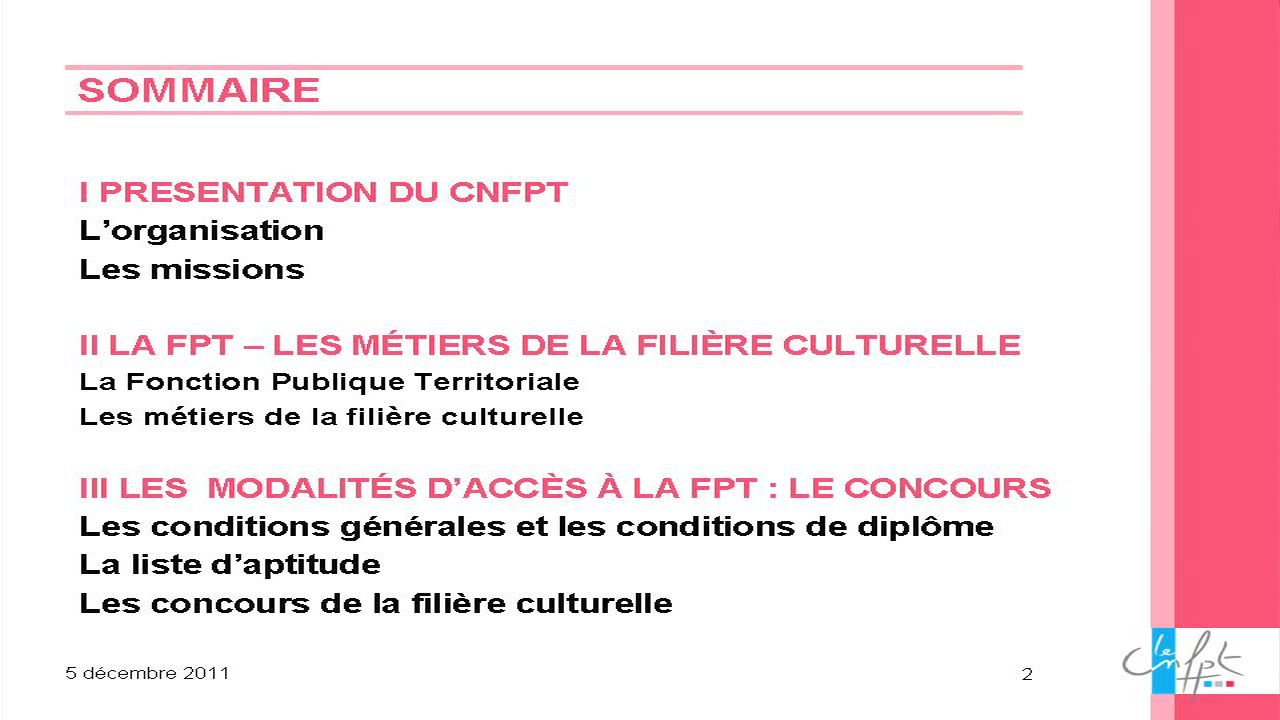 SOMMAIRE
I PRESENTATION DU CNFPT
L’organisation
Les missions
II LA FPT – LES MÉTIERS DE LA FILIÈRE CULTURELLE
La Fonction Publique Territoriale
Les métiers de la filière culturelle
III LES  MODALITÉS D’ACCÈS À LA FPT : LE CONCOURS
Les conditions générales et les conditions de diplôme
La liste d’aptitude
Les concours de la filière culturelle
5 décembre 2011
2
le
cnfpt